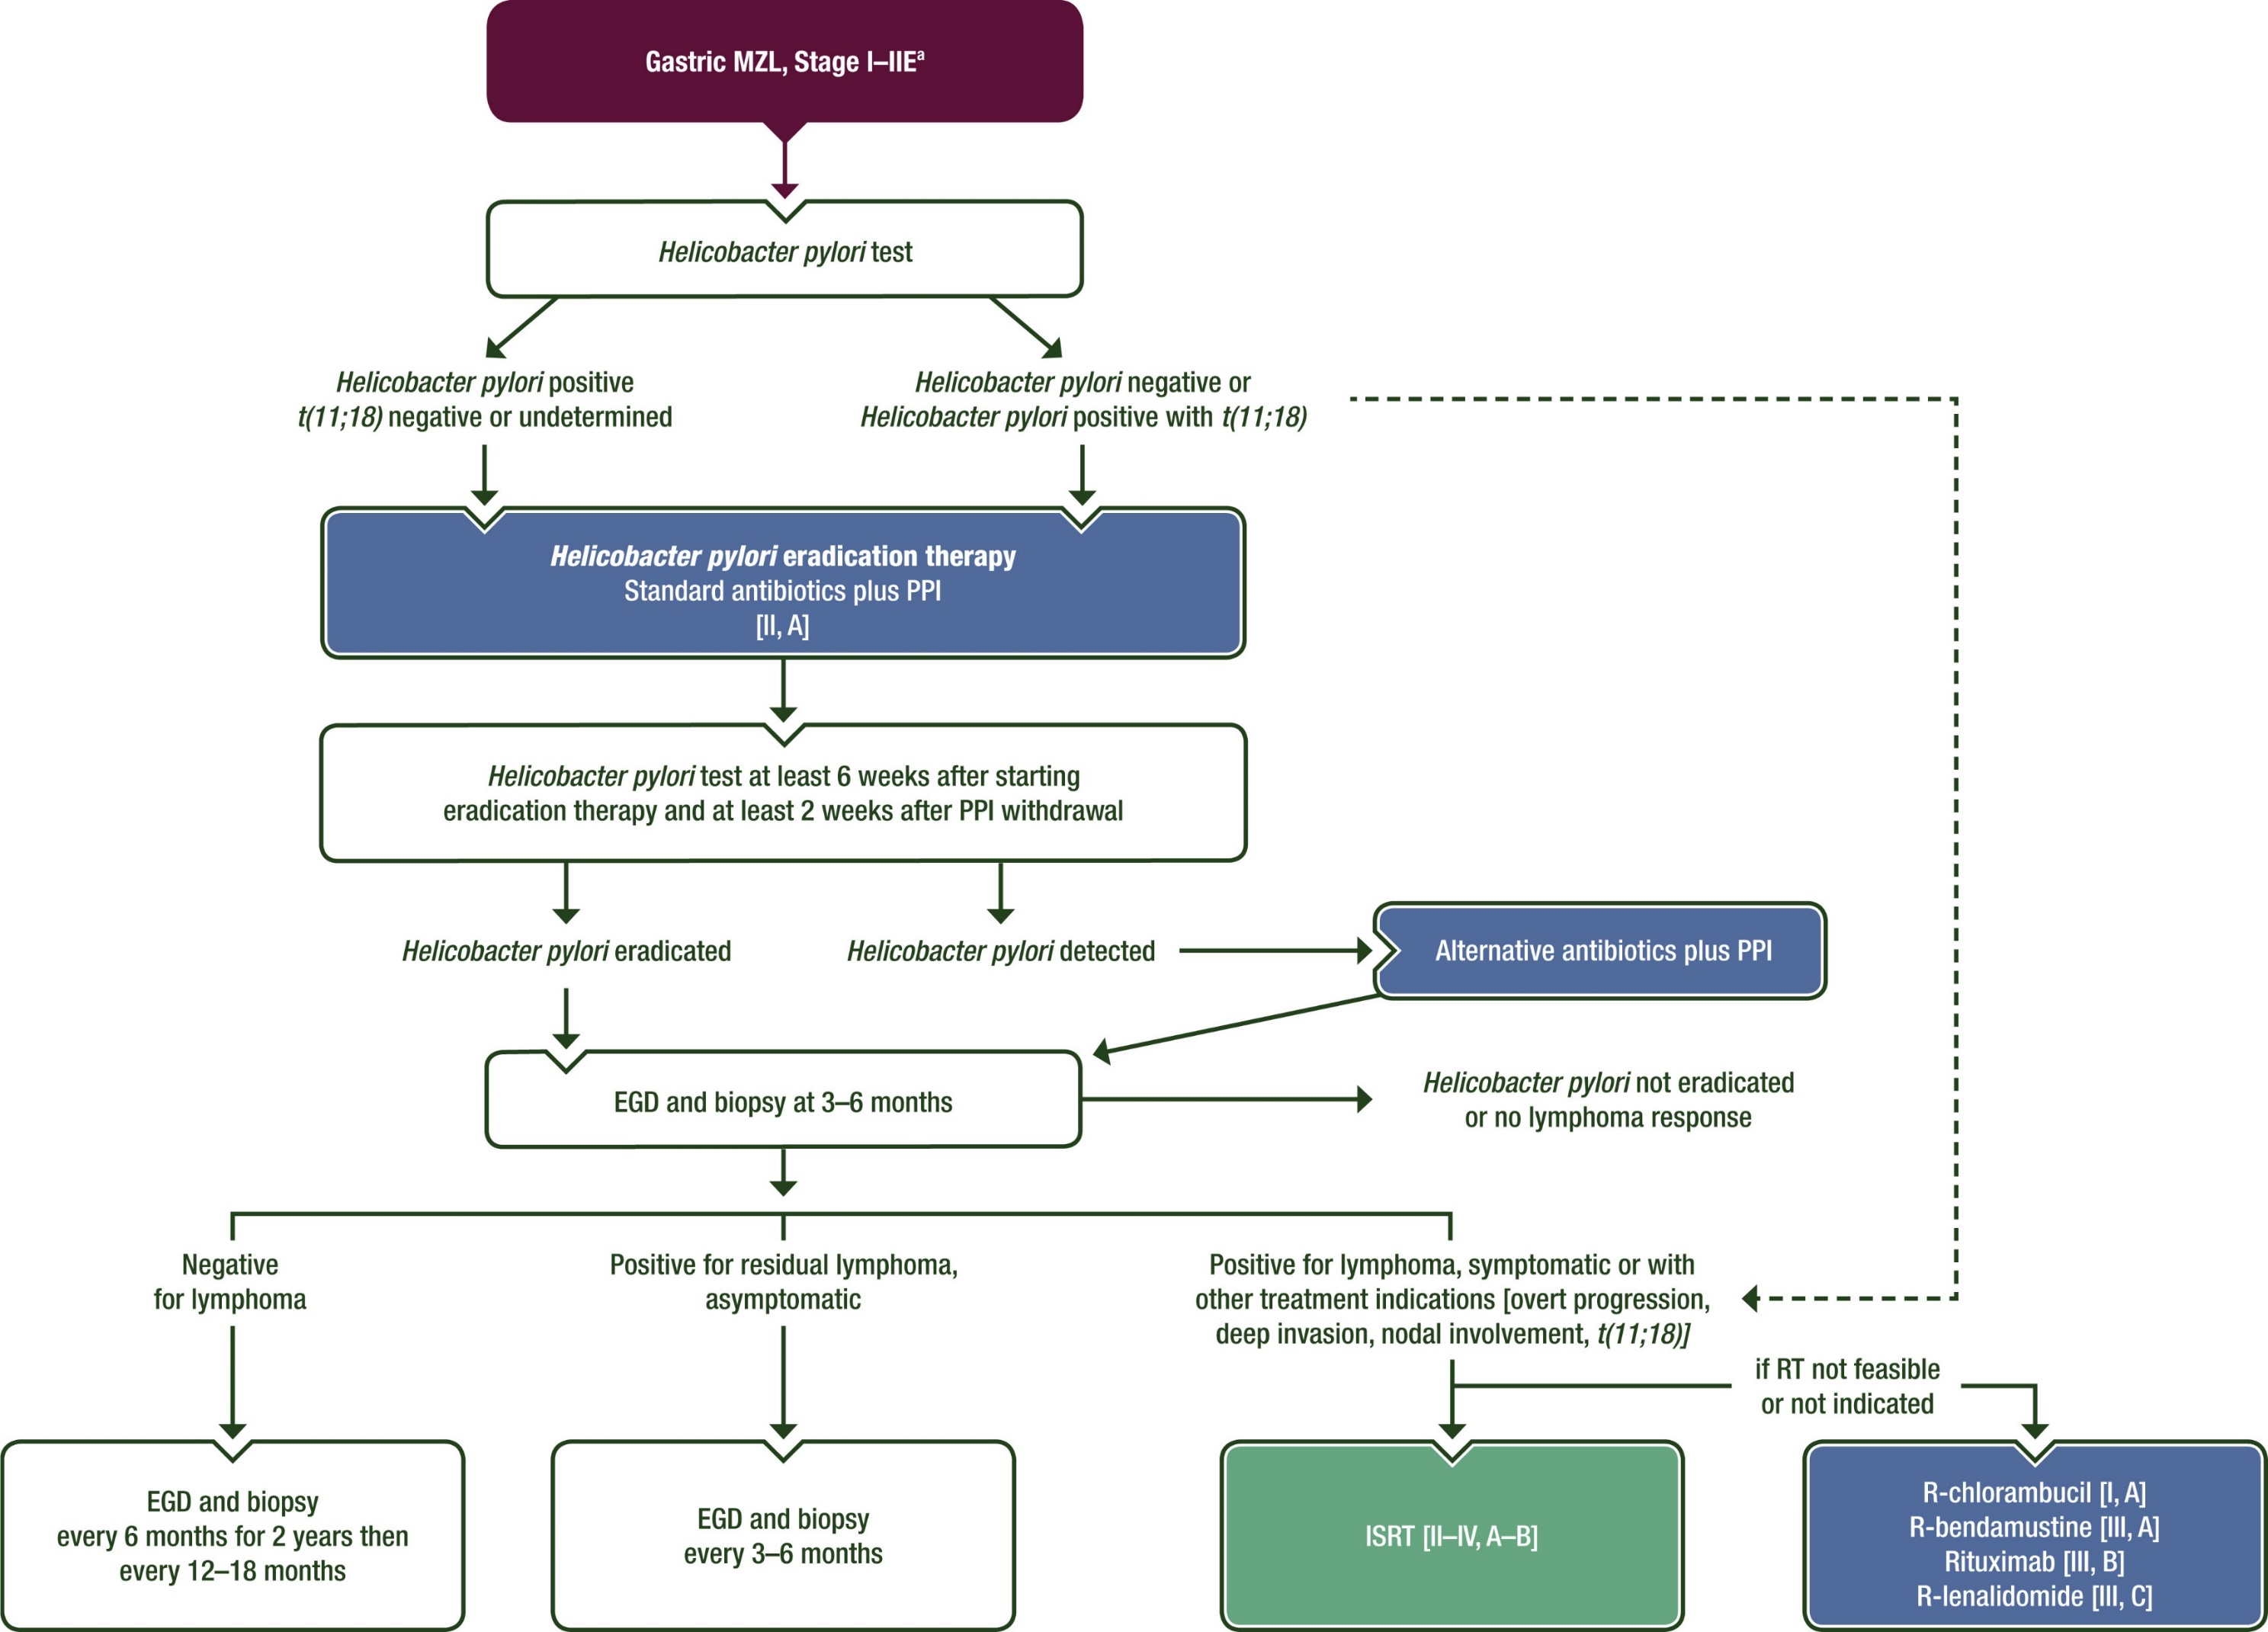 Gastric MZL, Stage I–IIEa
Helicobacter pylori test
Helicobacter pylori positive
t(11;18) negative or undetermined
Helicobacter pylori negative or
Helicobacter pylori positive with t(11;18)
Helicobacter pylori eradication therapy
Standard antibiotics plus PPI
[II, A]
Helicobacter pylori test at least 6 weeks after starting
eradication therapy and at least 2 weeks after PPI withdrawal
Helicobacter pylori eradicated
Helicobacter pylori detected
Alternative antibiotics plus PPI
EGD and biopsy at 3–6 months
Helicobacter pylori not eradicated
or no lymphoma response
Negative
for lymphoma
Positive for residual lymphoma,
asymptomatic
Positive for lymphoma, symptomatic or with
other treatment indications [overt progression,
deep invasion, nodal involvement, t(11;18)]
if RT not feasible
or not indicated
EGD and biopsy
every 6 months for 2 years then
every 12–18 months
EGD and biopsy
every 3–6 months
ISRT [II–IV, A–B]
R-chlorambucil [I, A]
R-bendamustine [III, A]
Rituximab [III, B]
R-lenalidomide [III, C]